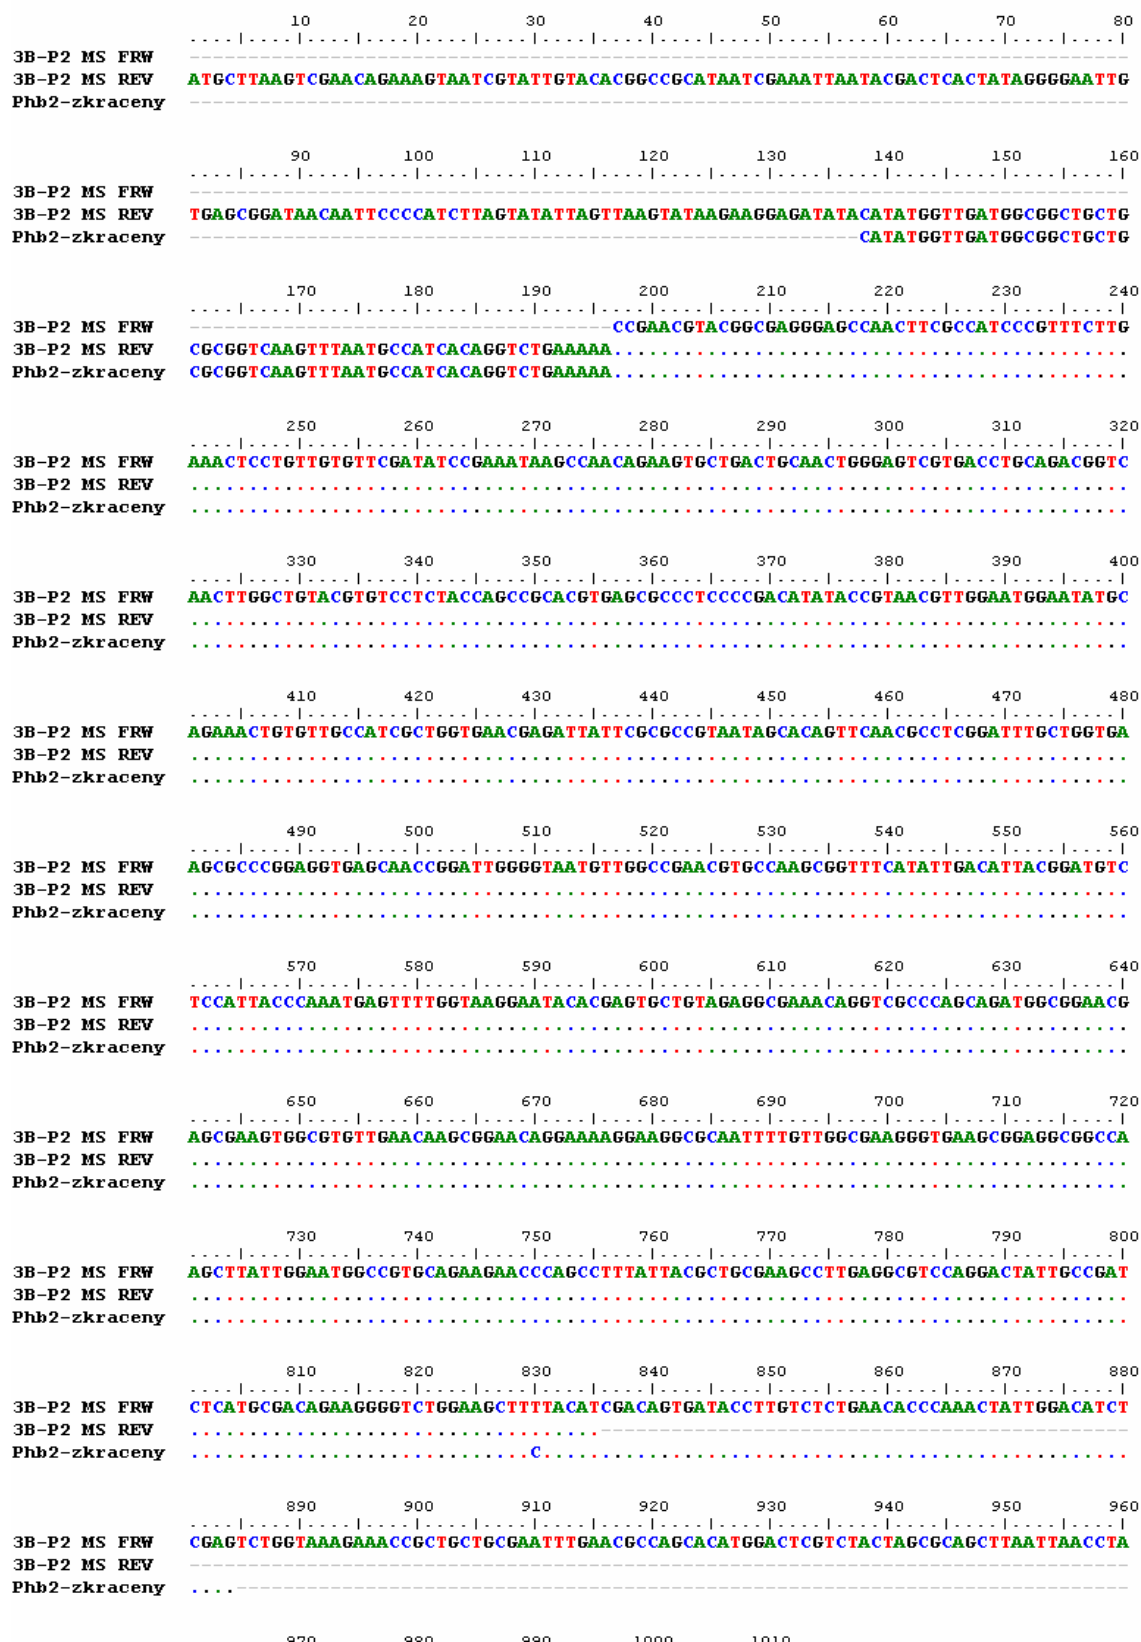 10 20 30 40 50 60 70 80
....|....|....|....|....|....|....|....|....|....|....|....|....|....|....|....|
3B-P2 MS FRW --------------------------------------------------------------------------------
3B-P2 MS REV ATGCTTAAGTCGAACAGAAAGTAATCGTATTGTACACGGCCGCATAATCGAAATTAATACGACTCACTATAGGGGAATTG
Phb2-zkraceny --------------------------------------------------------------------------------
90 100 110 120 130 140 150 160
....|....|....|....|....|....|....|....|....|....|....|....|....|....|....|....|
3B-P2 MS FRW --------------------------------------------------------------------------------
3B-P2 MS REV TGAGCGGATAACAATTCCCCATCTTAGTATATTAGTTAAGTATAAGAAGGAGATATACATATGGTTGATGGCGGCTGCTG
Phb2-zkraceny ---------------------------------------------------------CATATGGTTGATGGCGGCTGCTG
170 180 190 200 210 220 230 240
....|....|....|....|....|....|....|....|....|....|....|....|....|....|....|....|
3B-P2 MS FRW ------------------------------------CCGAACGTACGGCGAGGGAGCCAACTTCGCCATCCCGTTTCTTG
3B-P2 MS REV CGCGGTCAAGTTTAATGCCATCACAGGTCTGAAAAA............................................
Phb2-zkraceny CGCGGTCAAGTTTAATGCCATCACAGGTCTGAAAAA............................................
250 260 270 280 290 300 310 320
....|....|....|....|....|....|....|....|....|....|....|....|....|....|....|....|
3B-P2 MS FRW AAACTCCTGTTGTGTTCGATATCCGAAATAAGCCAACAGAAGTGCTGACTGCAACTGGGAGTCGTGACCTGCAGACGGTC
3B-P2 MS REV ................................................................................
Phb2-zkraceny ................................................................................
330 340 350 360 370 380 390 400
....|....|....|....|....|....|....|....|....|....|....|....|....|....|....|....|
3B-P2 MS FRW AACTTGGCTGTACGTGTCCTCTACCAGCCGCACGTGAGCGCCCTCCCCGACATATACCGTAACGTTGGAATGGAATATGC
3B-P2 MS REV ................................................................................
Phb2-zkraceny ................................................................................
410 420 430 440 450 460 470 480
....|....|....|....|....|....|....|....|....|....|....|....|....|....|....|....|
3B-P2 MS FRW AGAAACTGTGTTGCCATCGCTGGTGAACGAGATTATTCGCGCCGTAATAGCACAGTTCAACGCCTCGGATTTGCTGGTGA
3B-P2 MS REV ................................................................................
Phb2-zkraceny ................................................................................
490 500 510 520 530 540 550 560
....|....|....|....|....|....|....|....|....|....|....|....|....|....|....|....|
3B-P2 MS FRW AGCGCCCGGAGGTGAGCAACCGGATTGGGGTAATGTTGGCCGAACGTGCCAAGCGGTTTCATATTGACATTACGGATGTC
3B-P2 MS REV ................................................................................
Phb2-zkraceny ................................................................................
570 580 590 600 610 620 630 640
....|....|....|....|....|....|....|....|....|....|....|....|....|....|....|....|
3B-P2 MS FRW TCCATTACCCAAATGAGTTTTGGTAAGGAATACACGAGTGCTGTAGAGGCGAAACAGGTCGCCCAGCAGATGGCGGAACG
3B-P2 MS REV ................................................................................
Phb2-zkraceny ................................................................................
650 660 670 680 690 700 710 720
....|....|....|....|....|....|....|....|....|....|....|....|....|....|....|....|
3B-P2 MS FRW AGCGAAGTGGCGTGTTGAACAAGCGGAACAGGAAAAGGAAGGCGCAATTTTGTTGGCGAAGGGTGAAGCGGAGGCGGCCA
3B-P2 MS REV ................................................................................
Phb2-zkraceny ................................................................................
730 740 750 760 770 780 790 800
....|....|....|....|....|....|....|....|....|....|....|....|....|....|....|....|
3B-P2 MS FRW AGCTTATTGGAATGGCCGTGCAGAAGAACCCAGCCTTTATTACGCTGCGAAGCCTTGAGGCGTCCAGGACTATTGCCGAT
3B-P2 MS REV ................................................................................
Phb2-zkraceny ................................................................................
810 820 830 840 850 860 870 880
....|....|....|....|....|....|....|....|....|....|....|....|....|....|....|....|
3B-P2 MS FRW CTCATGCGACAGAAGGGGTCTGGAAGCTTTTACATCGACAGTGATACCTTGTCTCTGAACACCCAAACTATTGGACATCT
3B-P2 MS REV ...................................---------------------------------------------
Phb2-zkraceny .............................C..................................................
890 900 910 920 930 940 950 960
....|....|....|....|....|....|....|....|....|....|....|....|....|....|....|....|
3B-P2 MS FRW CGAGTCTGGTAAAGAAACCGCTGCTGCGAATTTGAACGCCAGCACATGGACTCGTCTACTAGCGCAGCTTAATTAACCTA
3B-P2 MS REV --------------------------------------------------------------------------------
Phb2-zkraceny ....----------------------------------------------------------------------------
970 980 990 1000 1010